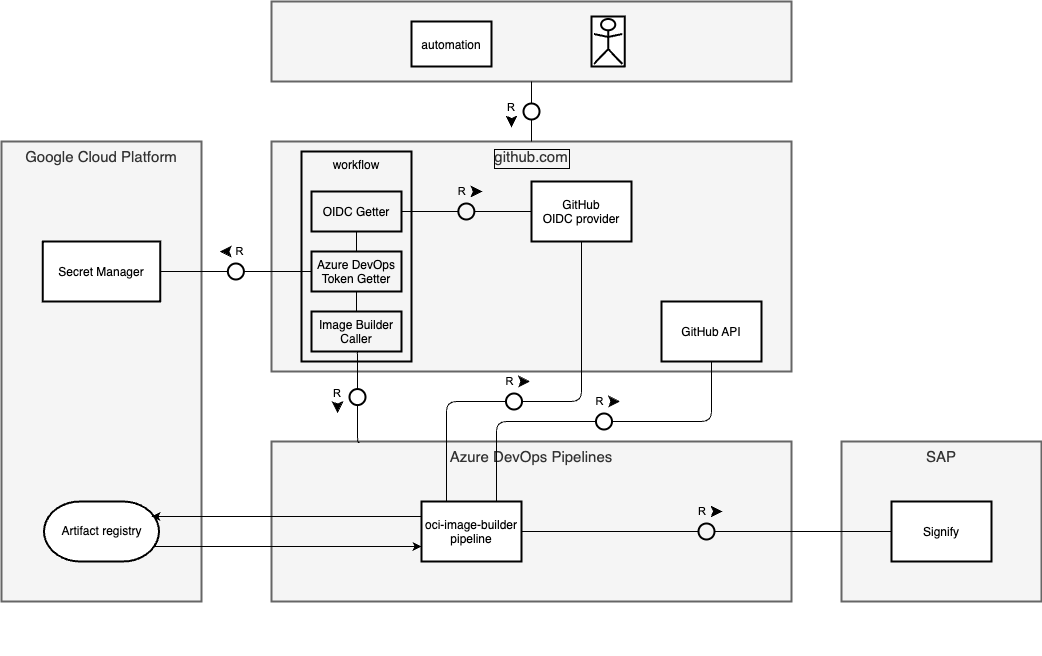 automation
R
Google Cloud Platform
github.com
workflow
OIDC Getter
R
GitHub
OIDC provider
R
Secret Manager
Azure DevOps
Token Getter
Image Builder
Caller
GitHub API
R
R
R
Azure DevOps Pipelines
SAP
Artifact registry
oci-image-builder
pipeline
R
Signify